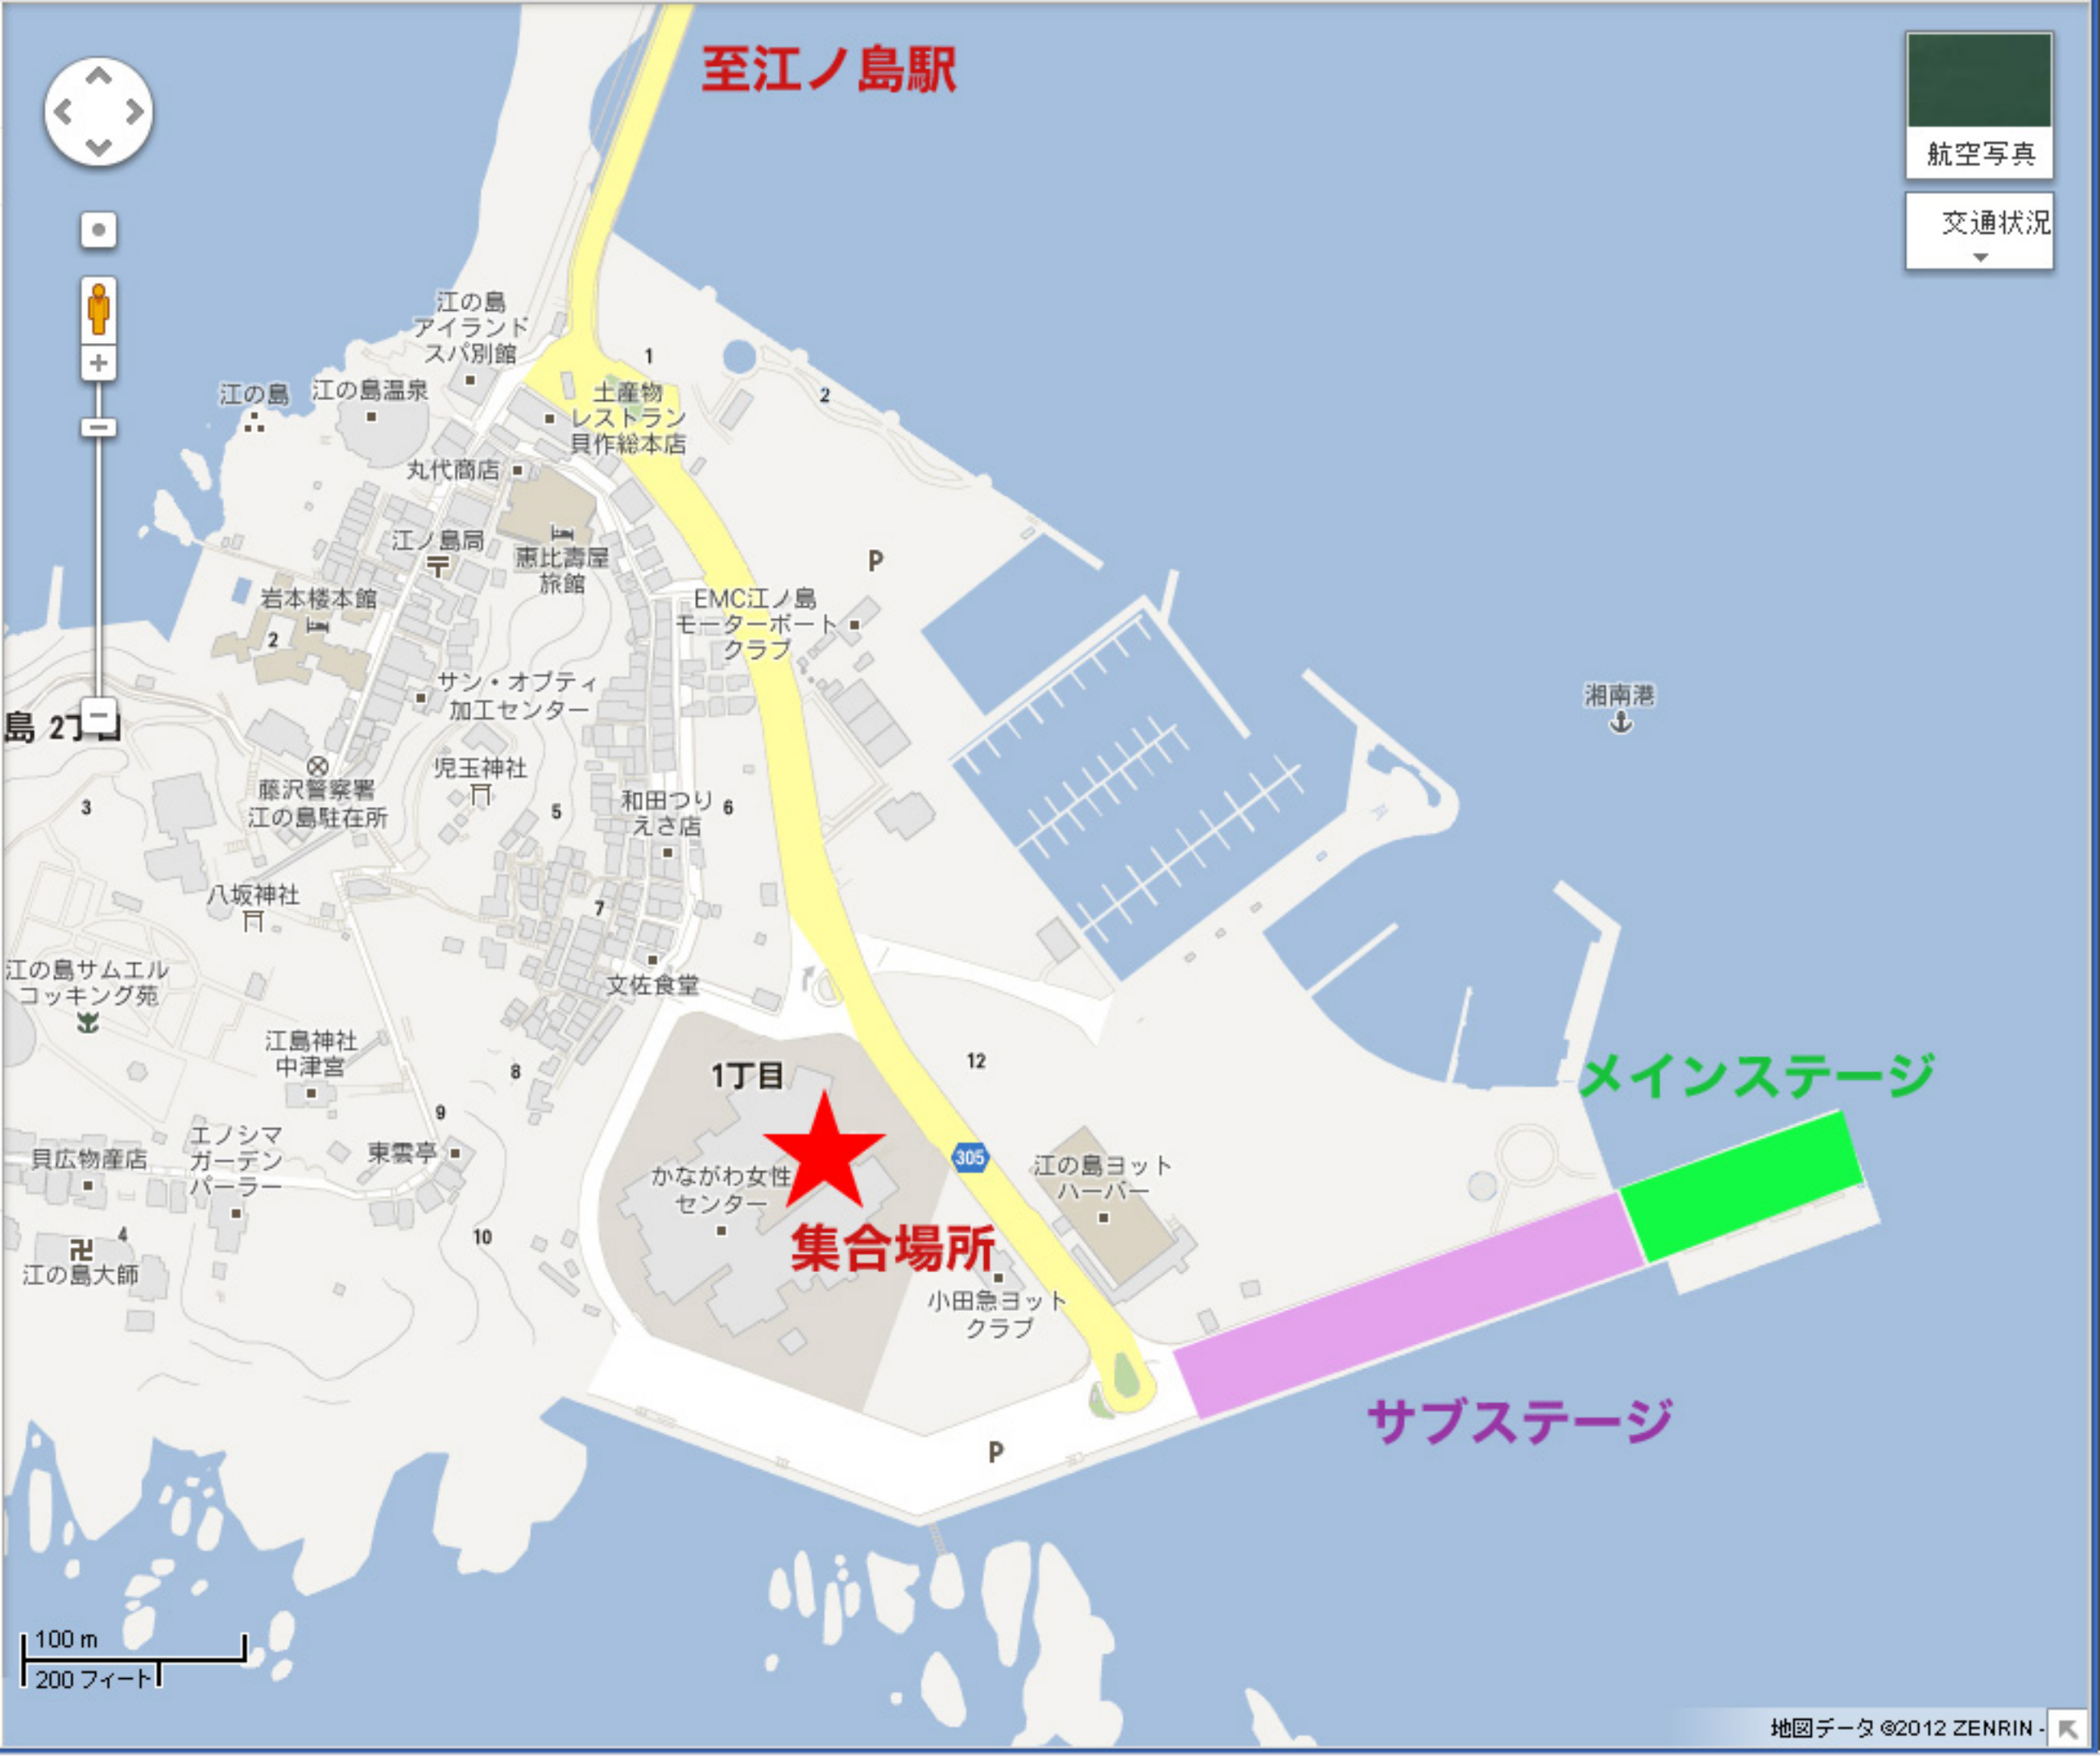 至江ノ島駅
航空写真
交通状況
江の島
アイランド
スパ別館
1
江の島
江の島温泉
土産物
レストラン
貝作総本店
2
丸代商店
江ノ島局
恵比壽屋
旅館
P
岩本楼本館
2
EMC江ノ島
モーターボート
クラブ
サン・オプティ
加工センター
湘南港
島 2丁目
児玉神社
藤沢警察署
江の島駐在所
3
5
和田つり
えさ店
6
八坂神社
7
江の島サムエル
コッキング苑
文佐食堂
江島神社
中津宮
8
1丁目
12
メインステージ
9
エノシマ
ガーデン
パーラー
貝広物産店
東雲亭
かながわ女性
センター
305
江の島ヨット
ハーバー
4
10
集合場所
江の島大師
小田急ヨット
クラブ
サブステージ
P
100 m
200 フィート
地図データ ©2012 ZENRIN -